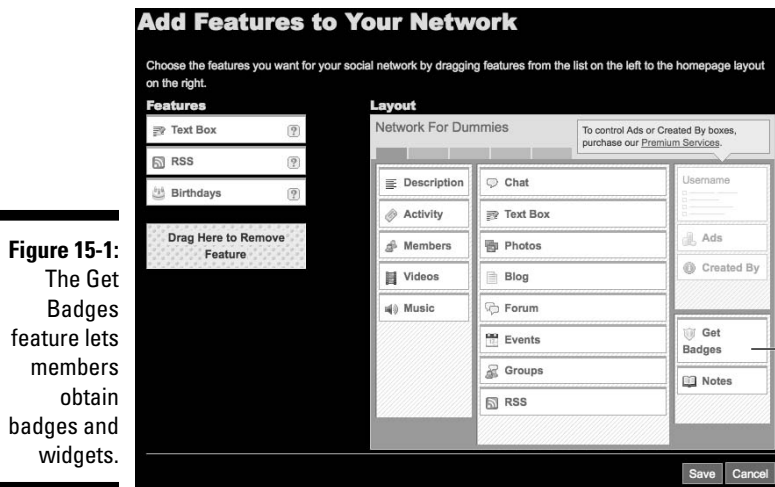 Add Features to Your Network
Choose the features you want for your social network by dragging features from the list on the left to the homepage layout
on the right.
Features
Text Box ?
RSS ?
Birthdays ?
Drag Here to Remove
Feature
Layout
Network For Dummies
To control Ads or Created By boxes,
purchase our Premium Services.
Description
Activity
Members
Videos
Music
Chat
Text Box
Photos
Blog
Forum
Events
Groups
RSS
Username
Ads
Created By
Get
Badges
Notes
Save Cancel
Figure 15-1:
The Get
Badges
feature lets
members
obtain
badges and
widgets.